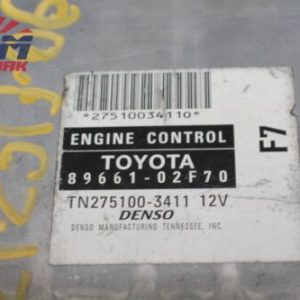 *27510034110*
ENGINE CONTROL
TOYOTA
89661-02F70
F7
TN275100-3411 12V
DENSO
DENSO MANUFACTURING TENNESSEE, INC.